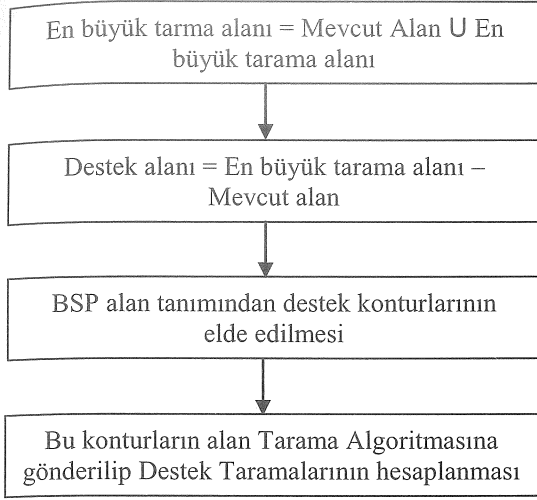 En büyük tarma alanı = Mevcut Alan U En
büyük tarama alanı
Destek alanı = En büyük tarama alanı –
Mevcut alan
BSP alan tanımından destek konturlarının
elde edilmesi
Bu konturların alan Tarama Algoritmasına
gönderilip Destek Taramalarının hesaplanması